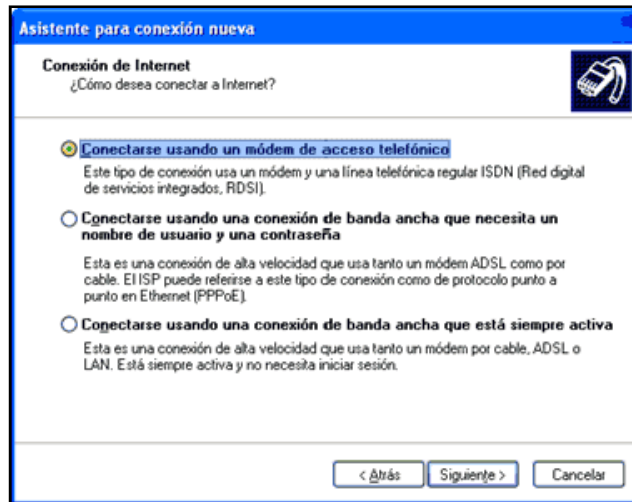 Asistente para conexión nueva
Conexión de Internet
¿Cómo desea conectar a Internet?
Conectarse usando un módem de acceso telefónico
Este tipo de conexión usa un módem y una línea telefónica regular ISDN (Red digital
de servicios integrados, RDSI).
Conectarse usando una conexión de banda ancha que necesita un
nombre de usuario y una contraseña
Esta es una conexión de alta velocidad que usa tanto un módem ADSL como por
cable. El ISP puede referirse a este tipo de conexión como de protocolo punto a
punto en Ethernet (PPPoE).
Conectarse usando una conexión de banda ancha que está siempre activa
Esta es una conexión de alta velocidad que usa tanto un módem por cable, ADSL o
LAN. Está siempre activa y no necesita iniciar sesión.
< Atrás Siguiente > Cancelar